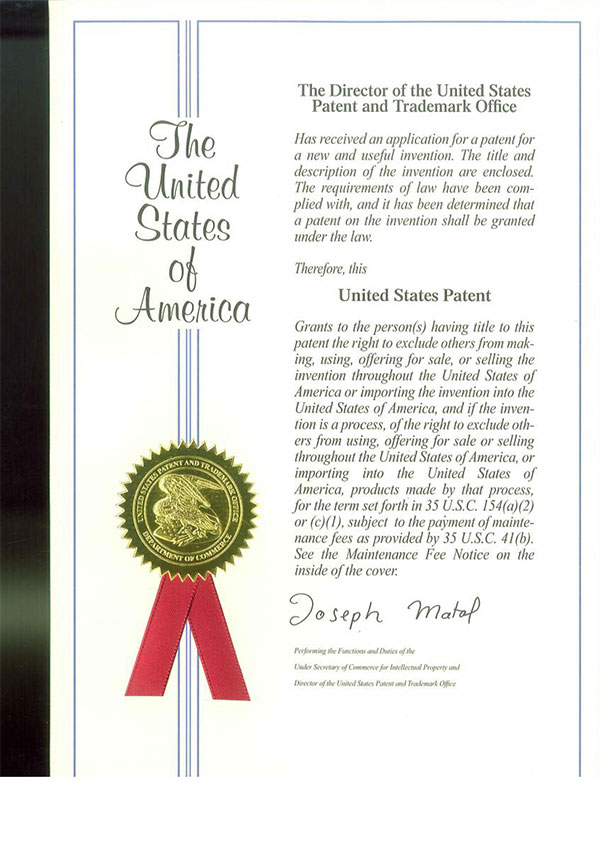 The
United
States
of
America
The Director of the United States
Patent and Trademark Office
Has received an application for a patent for
a new and useful invention. The title and
description of the invention are enclosed.
The requirements of law have been com-
plied with, and it has been determined that
a patent on the invention shall be granted
under the law.
Therefore, this
United States Patent
Grants to the person(s) having title to this
patent the right to exclude others from mak-
ing, using, offering for sale, or selling the
invention throughout the United States of
America or importing the invention into the
United States of America, and if the inven-
tion is a process, of the right to exclude oth-
ers from using, offering for sale or selling
throughout the United States of America, or
importing into the United States of
America, products made by that process,
for the term set forth in 35 U.S.C. 154(a)(2)
or (c)(1), subject to the payment of mainte-
nance fees as provided by 35 U.S.C. 41(b).
See the Maintenance Fee Notice on the
inside of the cover.
UNITED STATES PATENT AND TRADEMARK OFFICE
DEPARTMENT OF COMMERCE
Joseph Matal
Performing the Functions and Duties of the
Under Secretary of Commerce for Intellectual Property and
Director of the United States Patent and Trademark Office